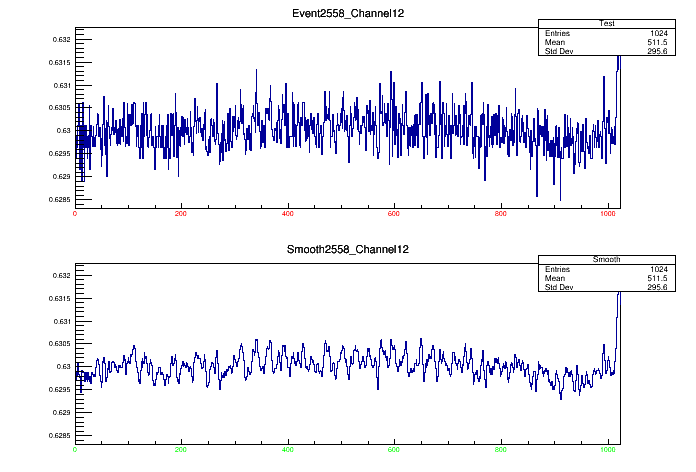 Event2558_Channel12
Test
Entries 1024
Mean 511.5
Std Dev 295.6
0.632
0.6315
0.631
0.6305
0.63
0.6295
0.629
0.6285
0 200 400 600 800 1000
Smooth2558_Channel12
Smooth
Entries 1024
Mean 511.5
Std Dev 295.6
0.632
0.6315
0.631
0.6305
0.63
0.6295
0.629
0.6285
0 200 400 600 800 1000